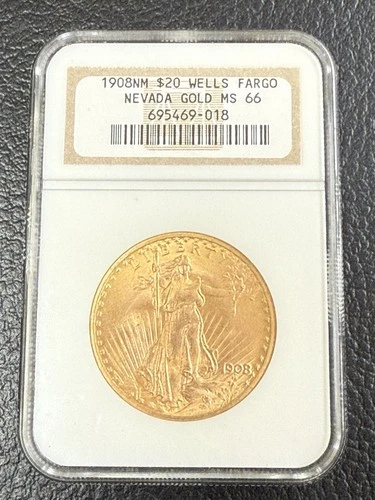 1908NM $20 WELLS FARGO
NEVADA GOLD MS 66
695469-018
LIBERTY
1908